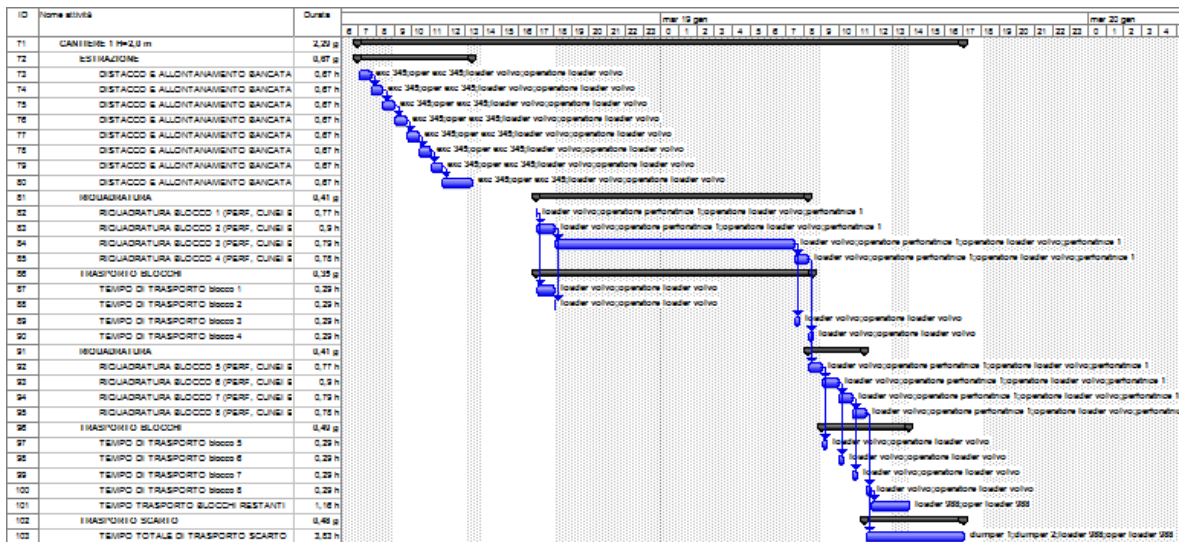 ID Nome attività Durata mar 19 gen mer 20 gen
6 7 8 9 10 11 12 13 14 15 16 17 18 19 20 21 22 23 0 1 2 3 4 5 6 7 8 9 10 11 12 13 14 15 16 17 18 19 20 21 22 23 0 1 2 3 4
71 CANTIERE 1 H=2,0 m 2,29 g
72 ESTRAZIONE 0,67 g
73 DISTACCO E ALLONTANAMENTO BANCATA 0,67 h exc 345;oper exc 345;loader volvo;operatore loader volvo
74 DISTACCO E ALLONTANAMENTO BANCATA 0,67 h exc 345;oper exc 345;loader volvo;operatore loader volvo
75 DISTACCO E ALLONTANAMENTO BANCATA 0,67 h exc 345;oper exc 345;loader volvo;operatore loader volvo
76 DISTACCO E ALLONTANAMENTO BANCATA 0,67 h exc 345;oper exc 345;loader volvo;operatore loader volvo
77 DISTACCO E ALLONTANAMENTO BANCATA 0,67 h exc 345;oper exc 345;loader volvo;operatore loader volvo
78 DISTACCO E ALLONTANAMENTO BANCATA 0,67 h exc 345;oper exc 345;loader volvo;operatore loader volvo
79 DISTACCO E ALLONTANAMENTO BANCATA 0,67 h exc 345;oper exc 345;loader volvo;operatore loader volvo
80 DISTACCO E ALLONTANAMENTO BANCATA 0,67 h exc 345;oper exc 345;loader volvo;operatore loader volvo
81 RIQUADRATURA 0,41 g
82 RIQUADRATURA BLOCCO 1 (PERF, CUNEI E 0,77 h loader volvo;operatore perforatrice 1;operatore loader volvo;perforatrice 1
83 RIQUADRATURA BLOCCO 2 (PERF, CUNEI E 0,9 h loader volvo;operatore perforatrice 1;operatore loader volvo;perforatrice 1
84 RIQUADRATURA BLOCCO 3 (PERF, CUNEI E 0,79 h loader volvo;operatore perforatrice 1;operatore loader volvo;perforatrice 1
85 RIQUADRATURA BLOCCO 4 (PERF, CUNEI E 0,78 h loader volvo;operatore perforatrice 1;operatore loader volvo;perforatrice 1
86 TRASPORTO BLOCCHI 0,35 g
87 TEMPO DI TRASPORTO blocco 1 0,29 h loader volvo;operatore loader volvo
88 TEMPO DI TRASPORTO blocco 2 0,29 h loader volvo;operatore loader volvo
89 TEMPO DI TRASPORTO blocco 3 0,29 h loader volvo;operatore loader volvo
90 TEMPO DI TRASPORTO blocco 4 0,29 h loader volvo;operatore loader volvo
91 RIQUADRATURA 0,41 g
92 RIQUADRATURA BLOCCO 5 (PERF, CUNEI E 0,77 h loader volvo;operatore perforatrice 1;operatore loader volvo;perforatrice 1
93 RIQUADRATURA BLOCCO 6 (PERF, CUNEI E 0,9 h loader volvo;operatore perforatrice 1;operatore loader volvo;perforatrice 1
94 RIQUADRATURA BLOCCO 7 (PERF, CUNEI E 0,79 h loader volvo;operatore perforatrice 1;operatore loader volvo;perforatrice 1
95 RIQUADRATURA BLOCCO 8 (PERF, CUNEI E 0,78 h loader volvo;operatore perforatrice 1;operatore loader volvo;perforatric
96 TRASPORTO BLOCCHI 0,49 g
97 TEMPO DI TRASPORTO blocco 5 0,29 h loader volvo;operatore loader volvo
98 TEMPO DI TRASPORTO blocco 6 0,29 h loader volvo;operatore loader volvo
99 TEMPO DI TRASPORTO blocco 7 0,29 h loader volvo;operatore loader volvo
100 TEMPO DI TRASPORTO blocco 8 0,29 h loader volvo;operatore loader volvo
101 TEMPO TRASPORTO BLOCCHI RESTANTI 1,16 h loader 988;oper loader 988
102 TRASPORTO SCARTO 0,48 g
103 TEMPO TOTALE DI TRASPORTO SCARTO 3,83 h dumper 1;dumper 2;loader 988;oper loader 988